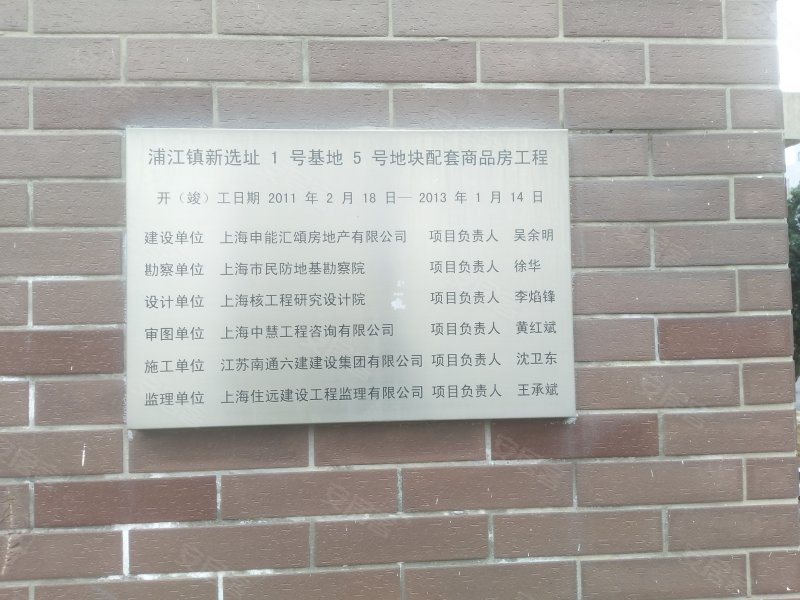 浦江镇新选址 1 号基地 5 号地块配套商品房工程
开（竣）工日期 2011 年 2 月 18 日— 2013 年 1 月 14 日
建设单位 上海申能汇頌房地产有限公司 项目负责人 吴余明
勘察单位 上海市民防地基勘察院 项目负责人 徐华
设计单位 上海核工程研究设计院 项目负责人 李焰锋
审图单位 上海中慧工程咨询有限公司 项目负责人 黄红斌
施工单位 江苏南通六建建设集团有限公司 项目负责人 沈卫东
监理单位 上海住远建设工程监理有限公司 项目负责人 王承斌